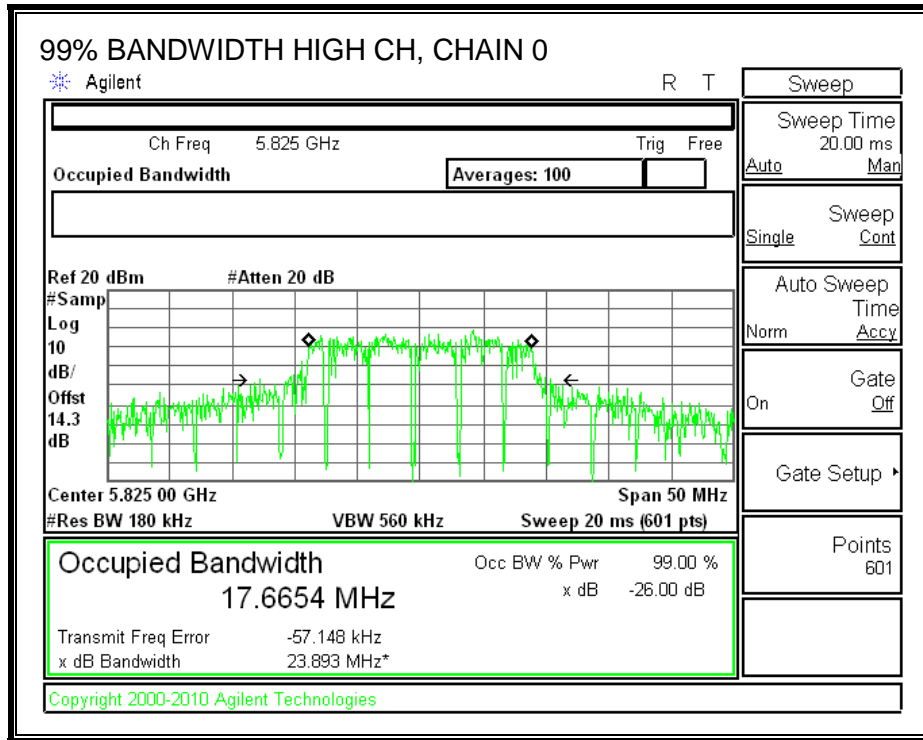 99% BANDWIDTH HIGH CH, CHAIN 0
Agilent R T
Ch Freq 5.825 GHz Trig Free
Occupied Bandwidth Averages: 100
Ref 20 dBm #Atten 20 dB
#Samp
Log
10
dB/
Offst
14.3
dB
Center 5.825 00 GHz Span 50 MHz
#Res BW 180 kHz VBW 560 kHz Sweep 20 ms (601 pts)
Occupied Bandwidth Occ BW % Pwr 99.00 %
17.6654 MHz x dB -26.00 dB
Transmit Freq Error -57.148 kHz
x dB Bandwidth 23.893 MHz*
Copyright 2000-2010 Agilent Technologies
Sweep
Sweep Time
20.00 ms
Auto Man
Sweep
Single Cont
Auto Sweep
Time
Norm Accy
Gate
On Off
Gate Setup
Points
601